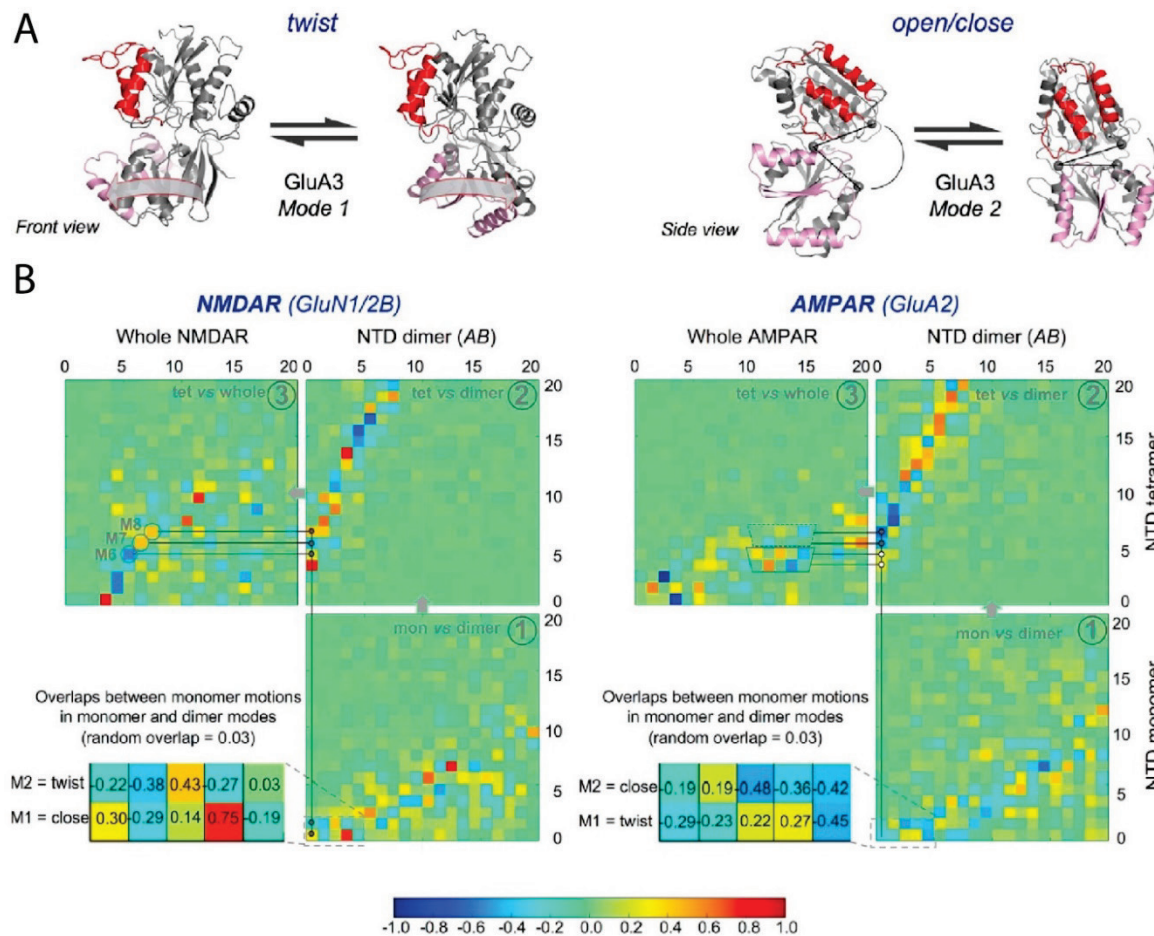 A
twist
open/close
GluA3
Mode 1
Front view
GluA3
Mode 2
Side view
B
NMDAR (GluN1/2B)
AMPAR (GluA2)
Whole NMDAR
NTD dimer (AB)
Whole AMPAR
NTD dimer (AB)
0 5 10 15 20
5 10 15 20
0 5 10 15 20
5 10 15 20
tet vs whole 3
tet vs dimer 2
tet vs whole 3
tet vs dimer 2
20
15
10
5
0
20
15
10
5
0
NTD tetramer
M8
M7
M6
mon vs dimer 1
mon vs dimer 1
20
15
10
5
0
20
15
10
5
0
NTD monomer
Overlaps between monomer motions
in monomer and dimer modes
(random overlap = 0.03)
M2 = twist -0.22 -0.38 0.43 -0.27 0.03
M1 = close 0.30 -0.29 0.14 0.75 -0.19
Overlaps between monomer motions
in monomer and dimer modes
(random overlap = 0.03)
M2 = close -0.19 0.19 -0.48 -0.36 -0.42
M1 = twist -0.29 -0.23 0.22 0.27 -0.45
-1.0 -0.8 -0.6 -0.4 -0.2 0.0 0.2 0.4 0.6 0.8 1.0